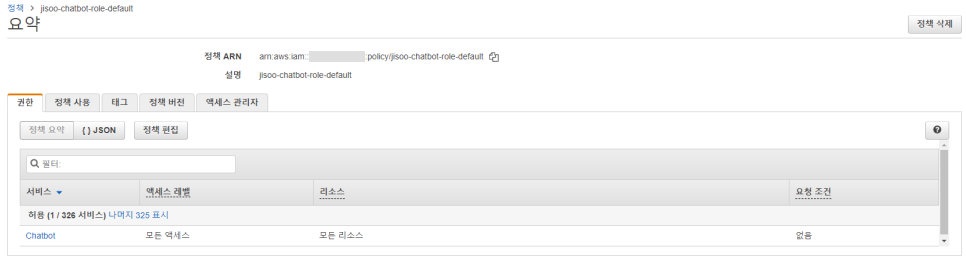 정책 > jisoo-chatbot-role-default
요약
정책 삭제
정책 ARN arn:aws:iam:: :policy/jisoo-chatbot-role-default
설명 jisoo-chatbot-role-default
권한 정책 사용 태그 정책 버전 액세스 관리자
정책 요약 { } JSON 정책 편집
필터:
서비스 액세스 레벨 리소스 요청 조건
허용 (1 / 326 서비스) 나머지 325 표시
Chatbot 모든 액세스 모든 리소스 없음